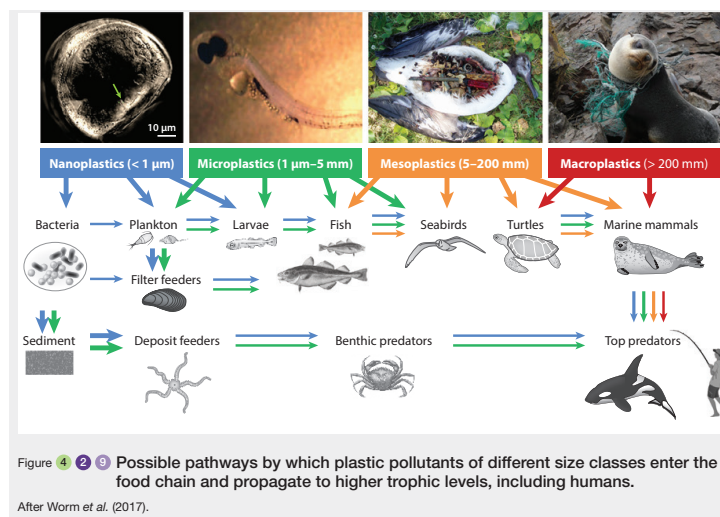 10 µm
Nanoplastics (< 1 µm)
Microplastics (1 µm–5 mm)
Mesoplastics (5–200 mm)
Macroplastics (> 200 mm)
Bacteria
Plankton
Larvae
Fish
Seabirds
Turtles
Marine mammals
Filter feeders
Sediment
Deposit feeders
Benthic predators
Top predators
Figure 4 2 9 Possible pathways by which plastic pollutants of different size classes enter the
food chain and propagate to higher trophic levels, including humans.
After Worm et al. (2017).